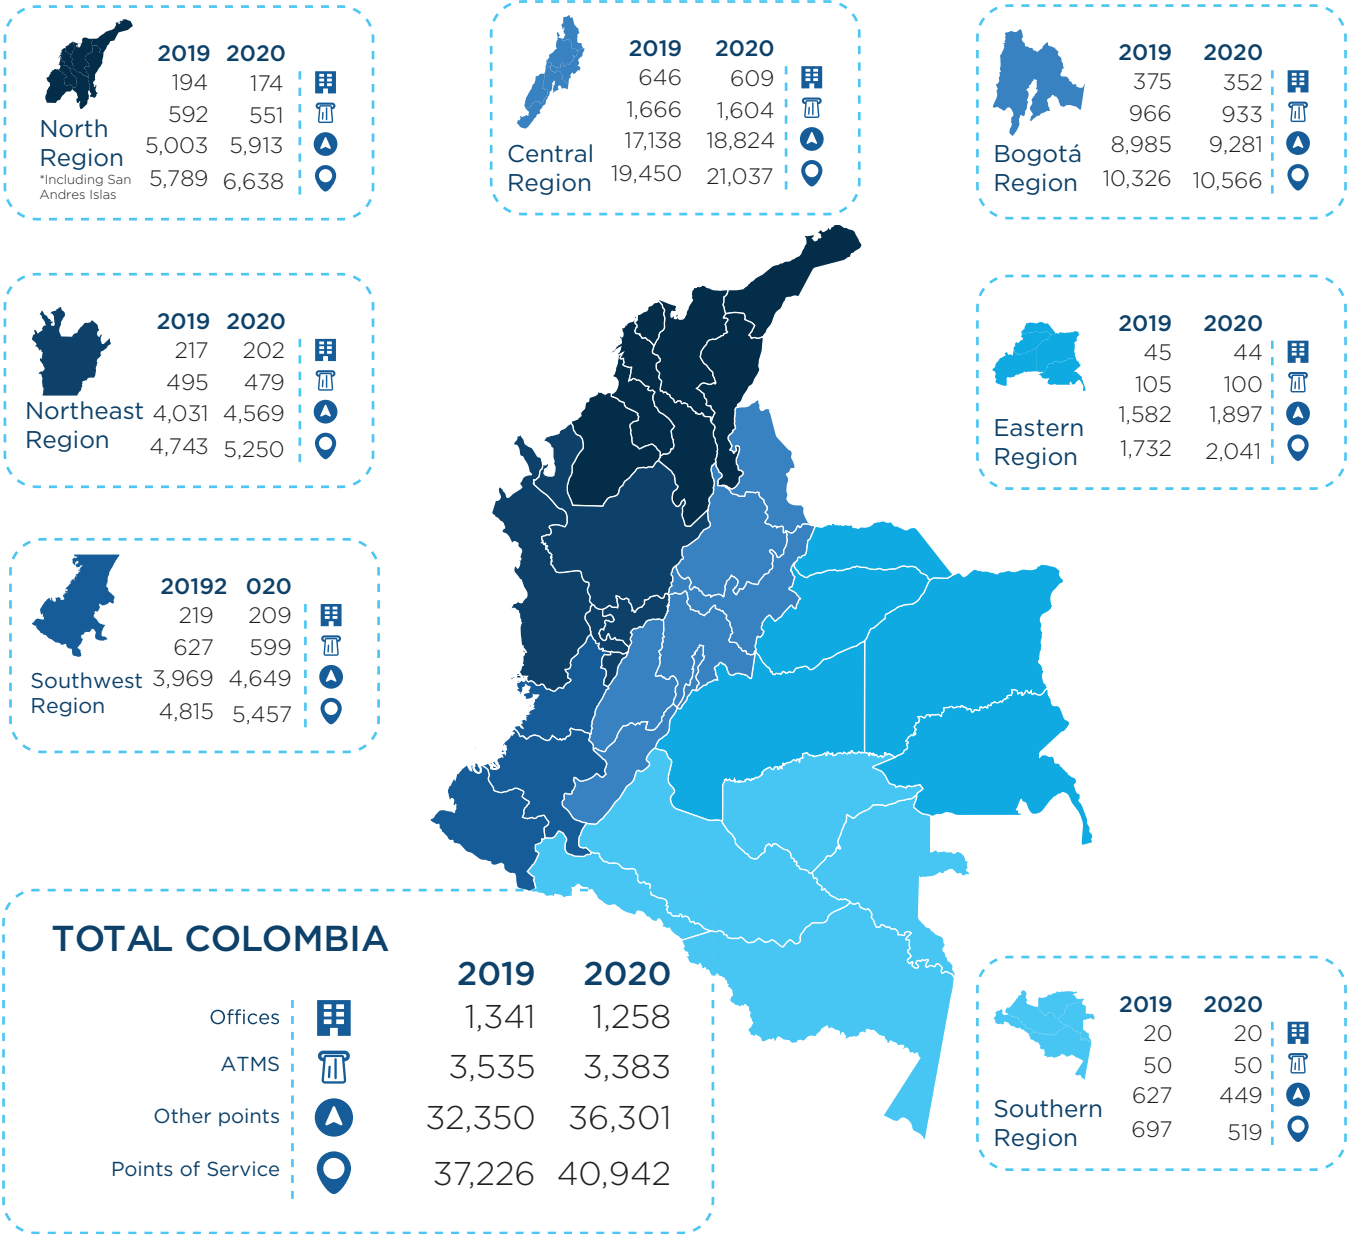 2019 2020
194 174
592 551
5,003 5,913
5,789 6,638
North
Region
*Including San
Andres Islas
2019 2020
646 609
1,666 1,604
17,138 18,824
19,450 21,037
Central
Region
2019 2020
375 352
966 933
8,985 9,281
10,326 10,566
Bogotá
Region
2019 2020
217 202
495 479
4,031 4,569
4,743 5,250
Northeast
Region
2019 2020
45 44
105 100
1,582 1,897
1,732 2,041
Eastern
Region
20192 020
219 209
627 599
3,969 4,649
4,815 5,457
Southwest
Region
TOTAL COLOMBIA
2019 2020
Offices 1,341 1,258
ATMS 3,535 3,383
Other points 32,350 36,301
Points of Service 37,226 40,942
2019 2020
20 20
50 50
627 449
697 519
Southern
Region